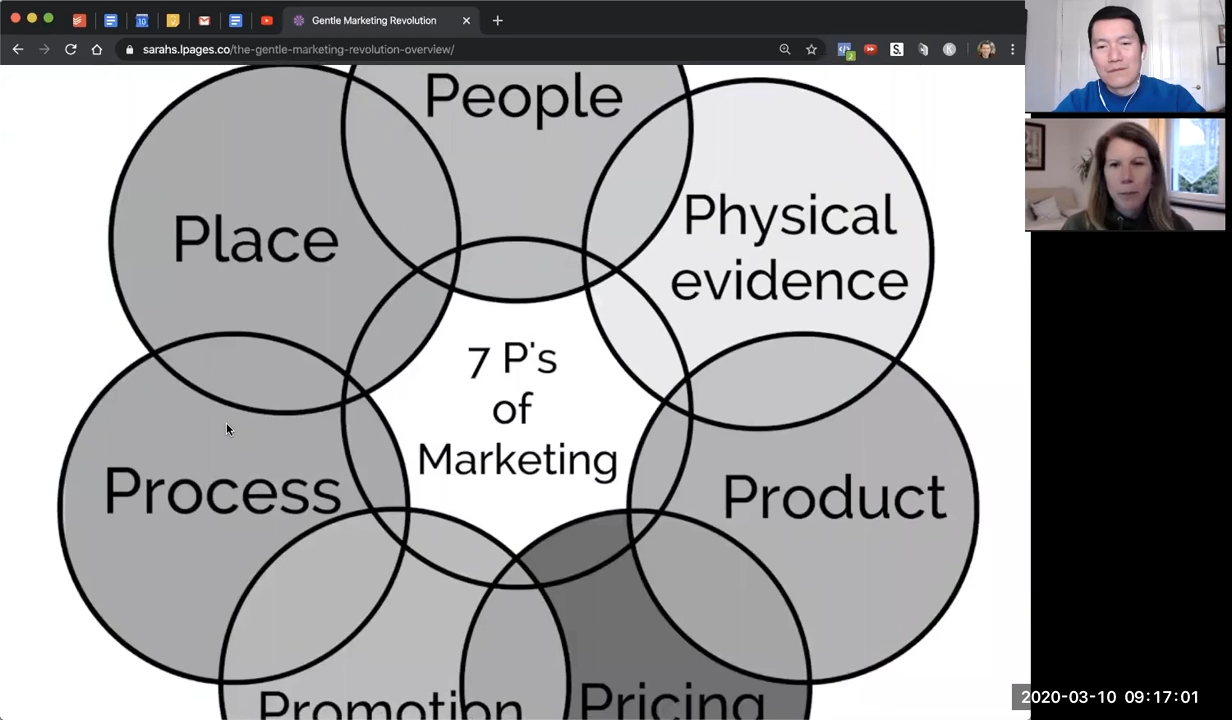 Gentle Marketing Revolution
sarahs.lpages.co/the-gentle-marketing-revolution-overview/
People
Physical
evidence
Place
7 P's
of
Marketing
Process
Product
Promotion
Pricing
2020-03-10 09:17:01